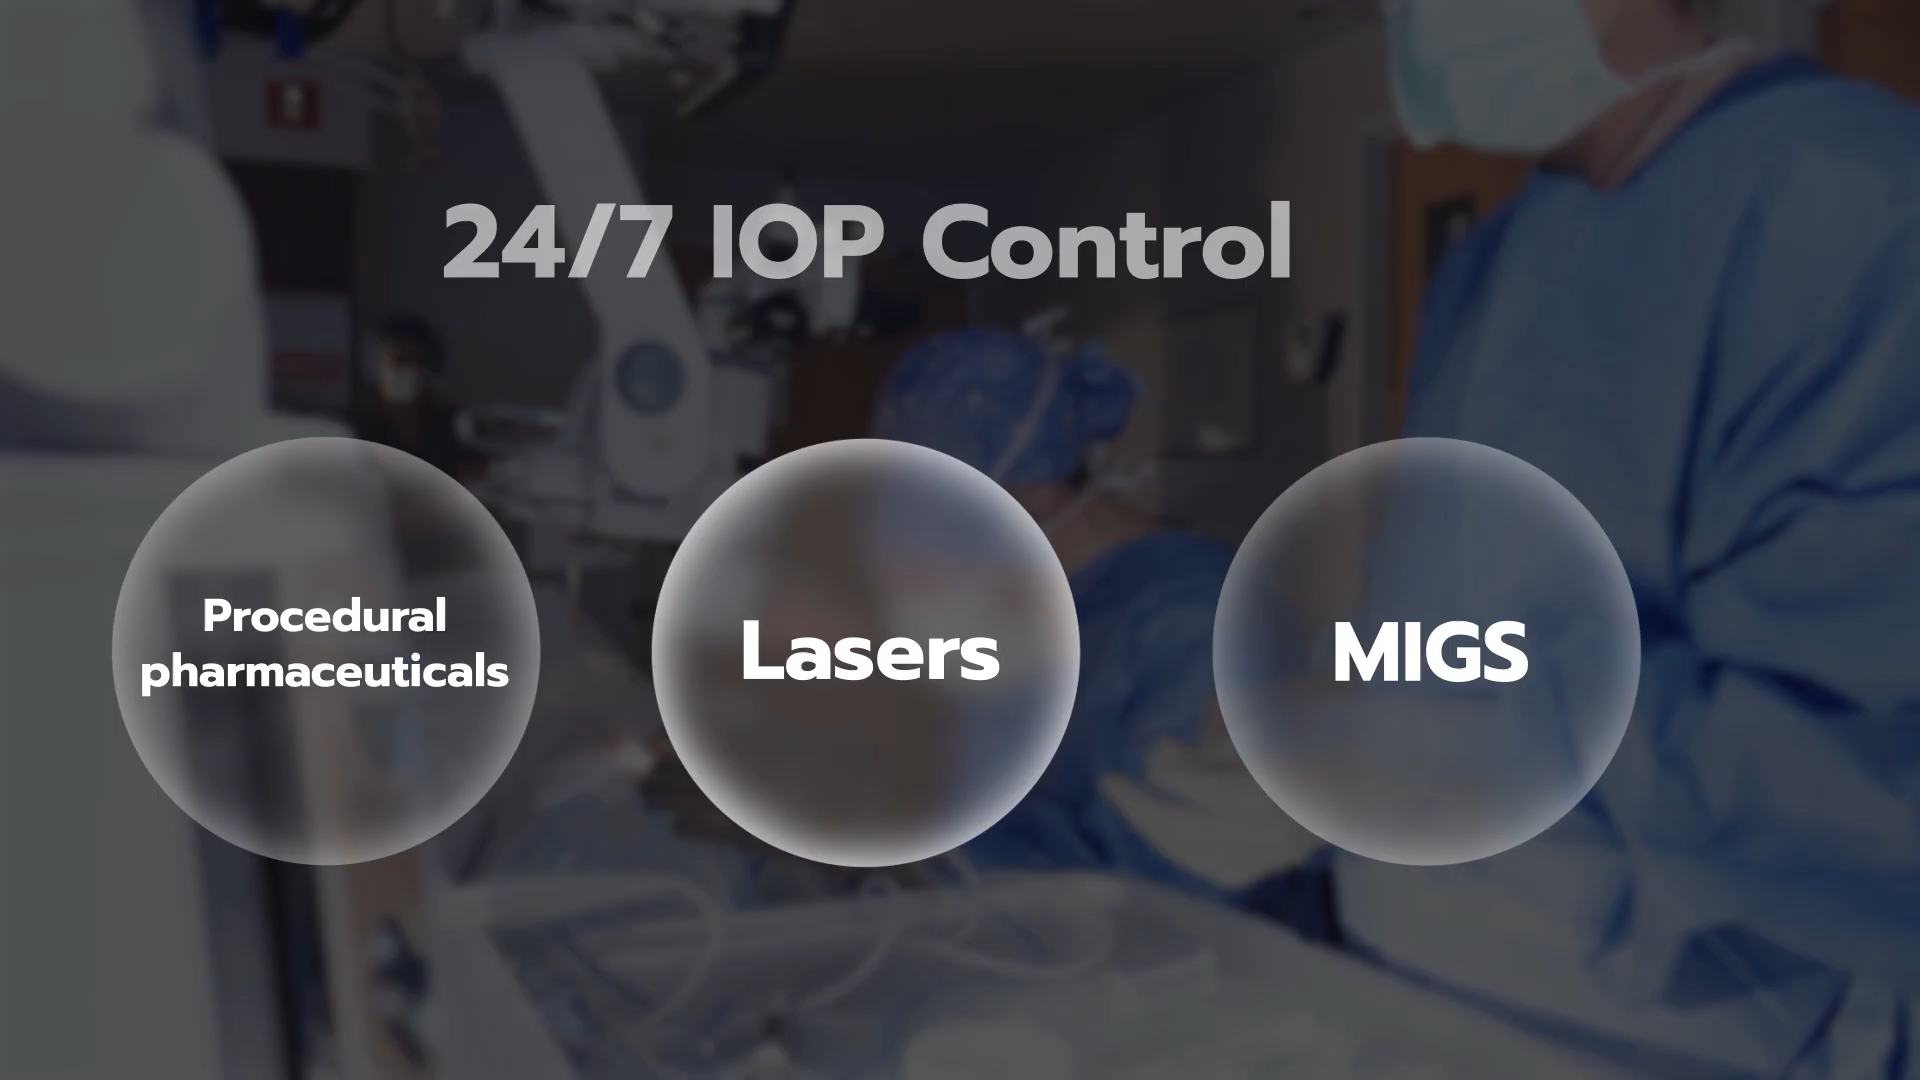 24/7 IOP Control
Procedural
pharmaceuticals
Lasers
MIGS